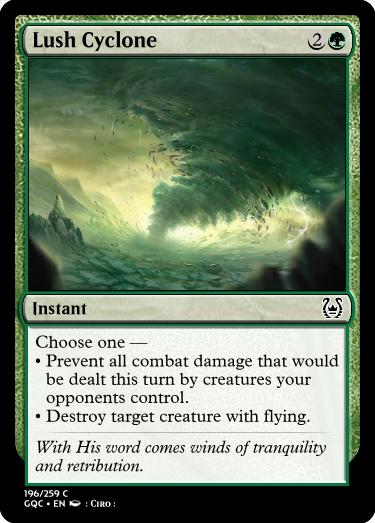 Lush Cyclone 2
Instant
Choose one —
• Prevent all combat damage that would
be dealt this turn by creatures your
opponents control.
• Destroy target creature with flying.
With His word comes winds of tranquility
and retribution.
196/259 C
GQC • EN : Ciro :